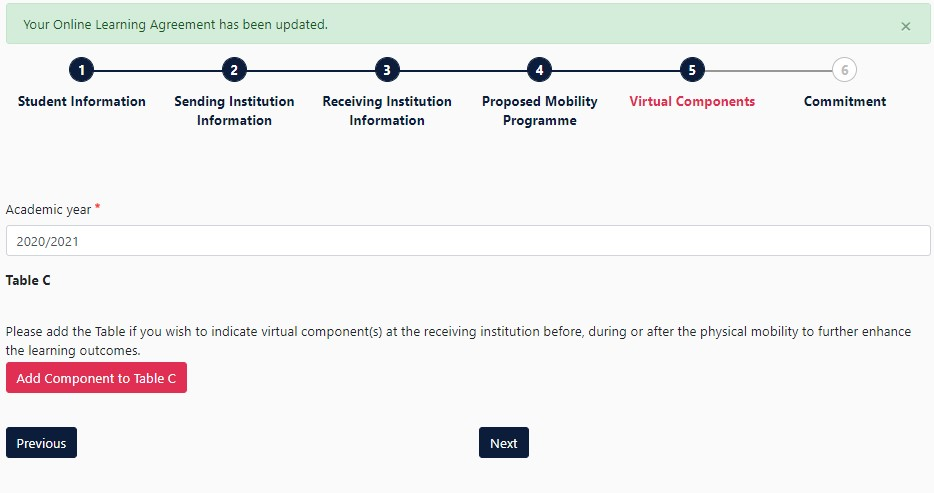 Your Online Learning Agreement has been updated.
×
1
2
3
4
5
6
Student Information
Sending Institution
Information
Receiving Institution
Information
Proposed Mobility
Programme
Virtual Components
Commitment
Academic year *
2020/2021
Table C
Please add the Table if you wish to indicate virtual component(s) at the receiving institution before, during or after the physical mobility to further enhance
the learning outcomes.
Add Component to Table C
Previous
Next